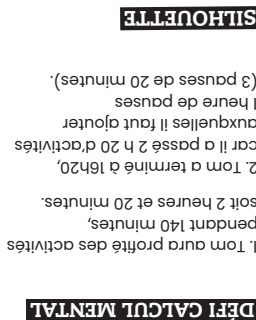 DÉFI CALCUL MENTAL
1. Tom aura profité des activités
pendant 140 minutes,
soit 2 heures et 20 minutes.
2. Tom a terminé à 16h20,
car il a passé 2 h 20 d'activités
auxquelles il faut ajouter
1 heure de pauses
(3 pauses de 20 minutes).
SILHOUETTE